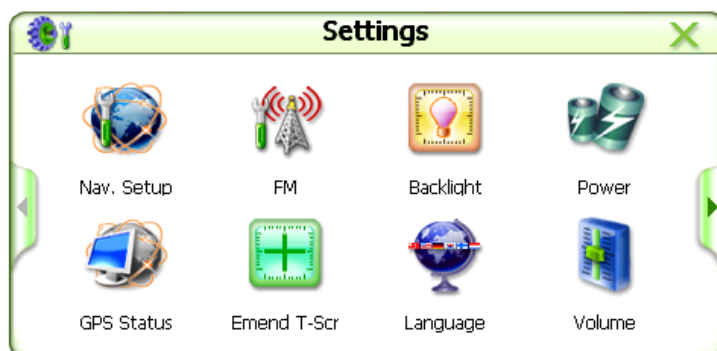 Settings
Nav. Setup FM Backlight Power
GPS Status Emend T-Scr Language Volume